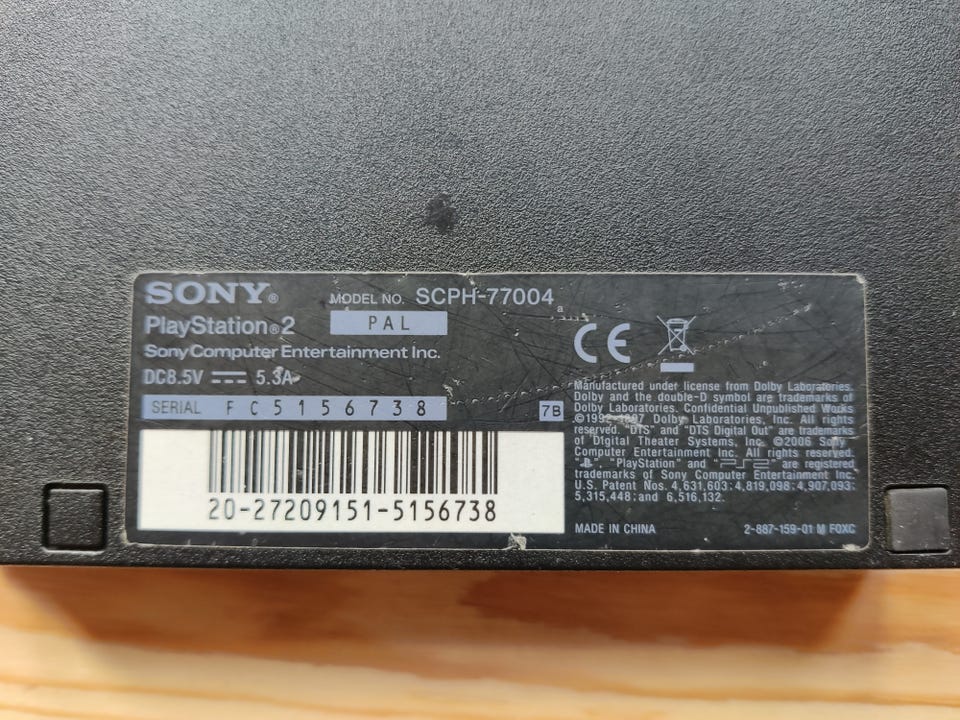 SONY®
MODEL NO. SCPH-77004
a
PlayStation®2
PAL
Sony Computer Entertainment Inc.
DC8.5V 5.3A
SERIAL FC5156738
7B
20-27209151-5156738
CE
Manufactured under license from Dolby Laboratories.
Dolby and the double-D symbol are trademarks of
Dolby Laboratories. Confidential Unpublished Works
©1992-1997 Dolby Laboratories, Inc. All rights
reserved. "DTS" and "DTS Digital Out" are trademarks
of Digital Theater Systems, Inc. ©2006 Sony
Computer Entertainment Inc. All rights reserved.
" ", "PlayStation" and "PS2" are registered
trademarks of Sony Computer Entertainment Inc.
U.S. Patent Nos. 4,631,603; 4,819,098; 4,907,093;
5,315,448; and 6,516,132.
MADE IN CHINA
2-887-159-01 M FOXC